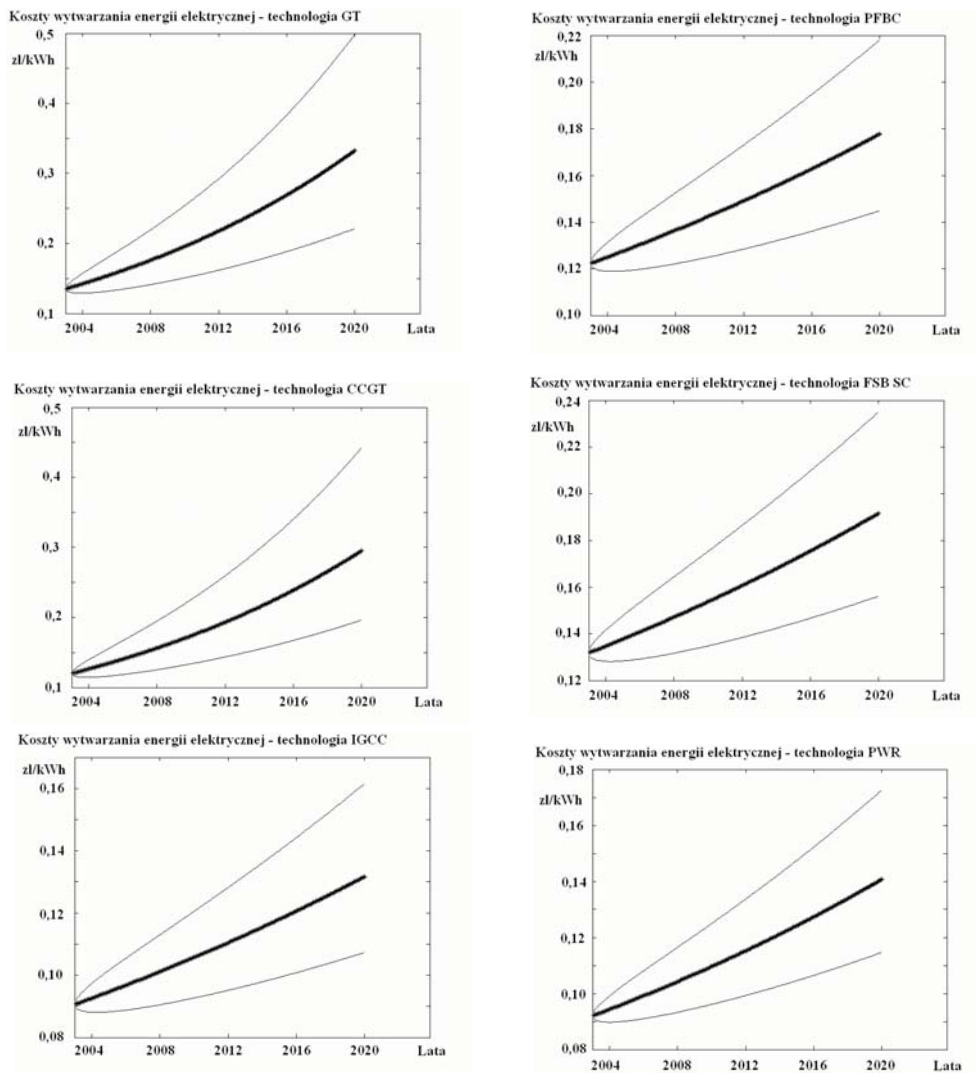 Koszty wytwarzania energii elektrycznej - technologia GT
0,5
zł/kWh
0,4
0,3
0,2
0,1
2004 2008 2012 2016 2020 Lata
Koszty wytwarzania energii elektrycznej - technologia PFBC
0,22
zł/kWh
0,20
0,18
0,16
0,14
0,12
0,10
2004 2008 2012 2016 2020 Lata
Koszty wytwarzania energii elektrycznej - technologia CCGT
0,5
zł/kWh
0,4
0,3
0,2
0,1
2004 2008 2012 2016 2020 Lata
Koszty wytwarzania energii elektrycznej - technologia FSB SC
0,24
zł/kWh
0,22
0,20
0,18
0,16
0,14
0,12
2004 2008 2012 2016 2020 Lata
Koszty wytwarzania energii elektrycznej - technologia IGCC
zł/kWh
0,16
0,14
0,12
0,10
0,08
2004 2008 2012 2016 2020 Lata
Koszty wytwarzania energii elektrycznej - technologia PWR
0,18
zł/kWh
0,16
0,14
0,12
0,10
0,08
2004 2008 2012 2016 2020 Lata